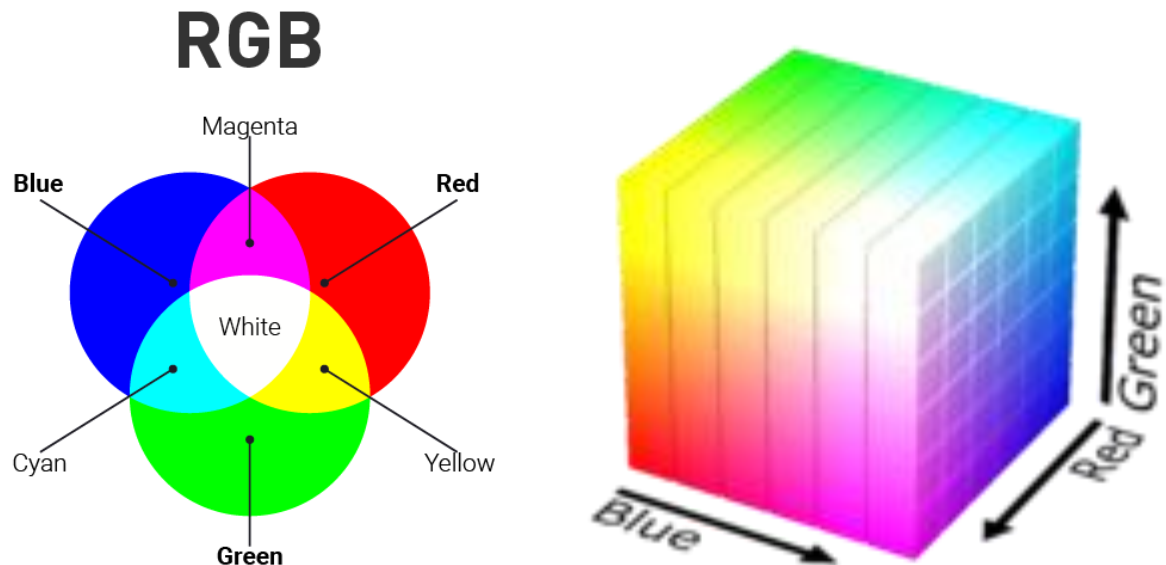 RGB
Magenta
Blue
Red
White
Cyan
Yellow
Green
Green
Red
Blue